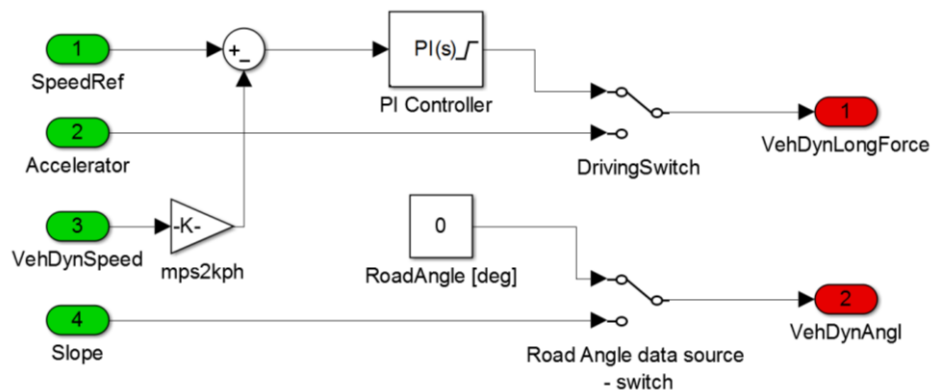 1
SpeedRef
+
−
PI(s)
PI Controller
2
Accelerator
DrivingSwitch
1
VehDynLongForce
3
VehDynSpeed
-K-
mps2kph
0
RoadAngle [deg]
4
Slope
Road Angle data source
- switch
2
VehDynAngl